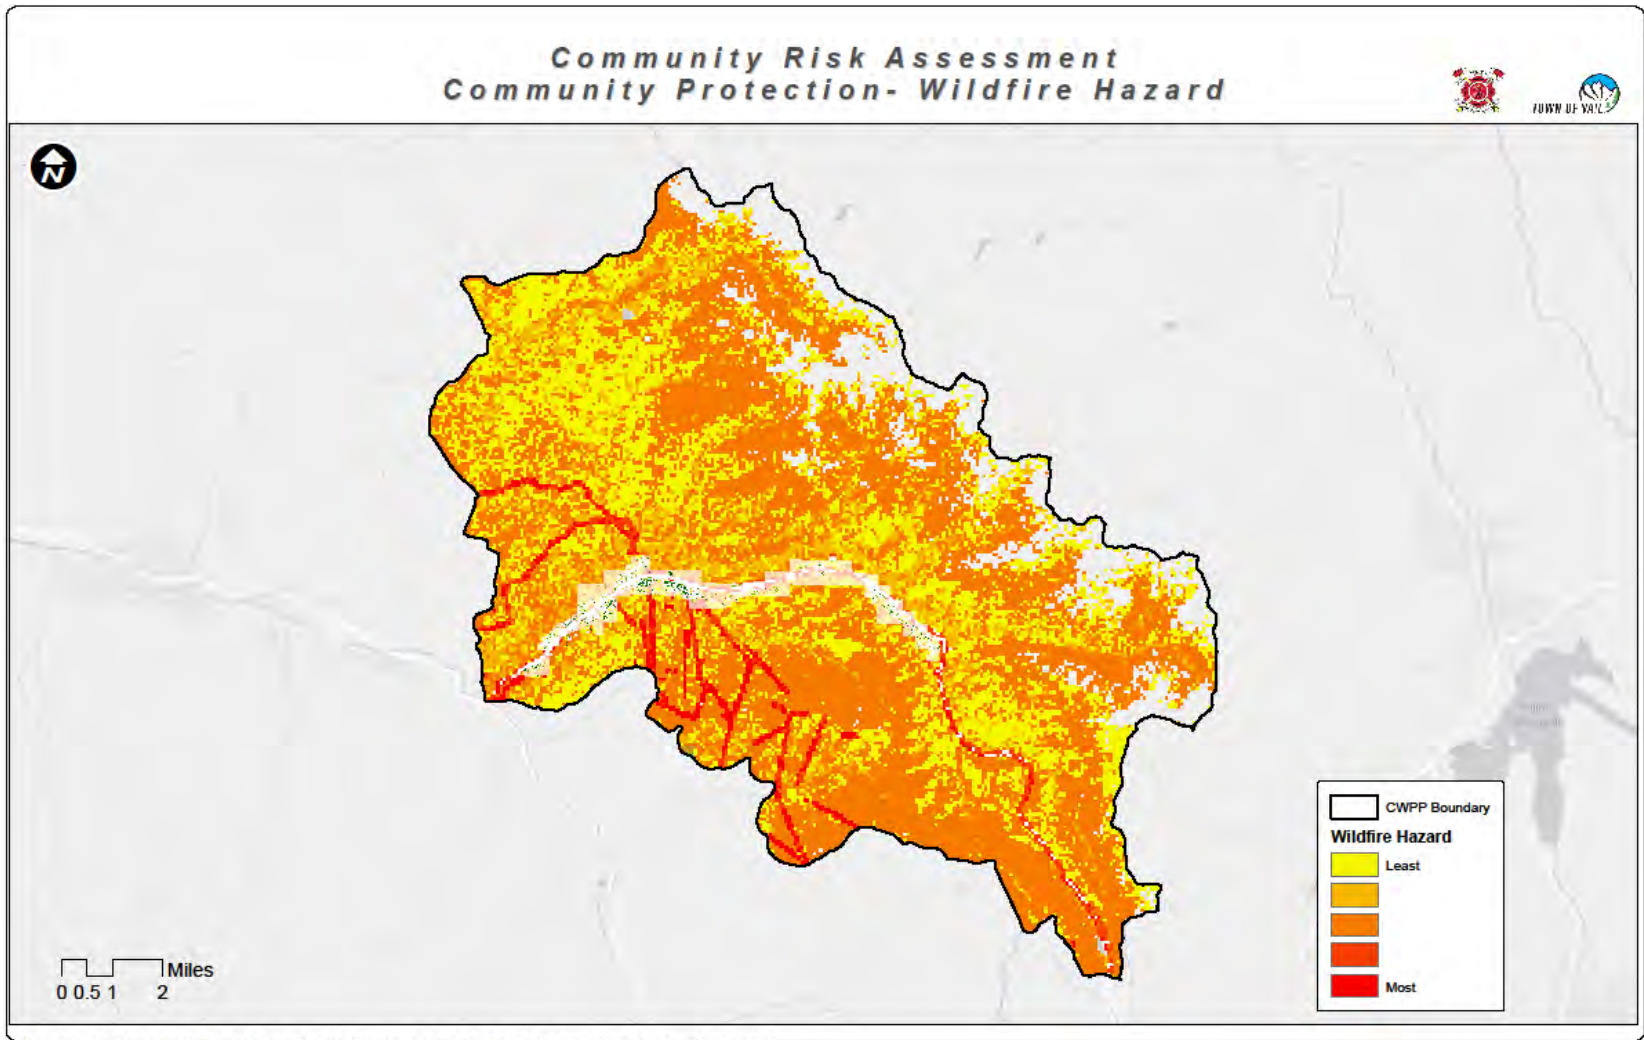 Community Risk Assessment
Community Protection- Wildfire Hazard
TOWN OF VAIL
N
CWPP Boundary
Wildfire Hazard
Least
Most
Miles
0 0.5 1 2